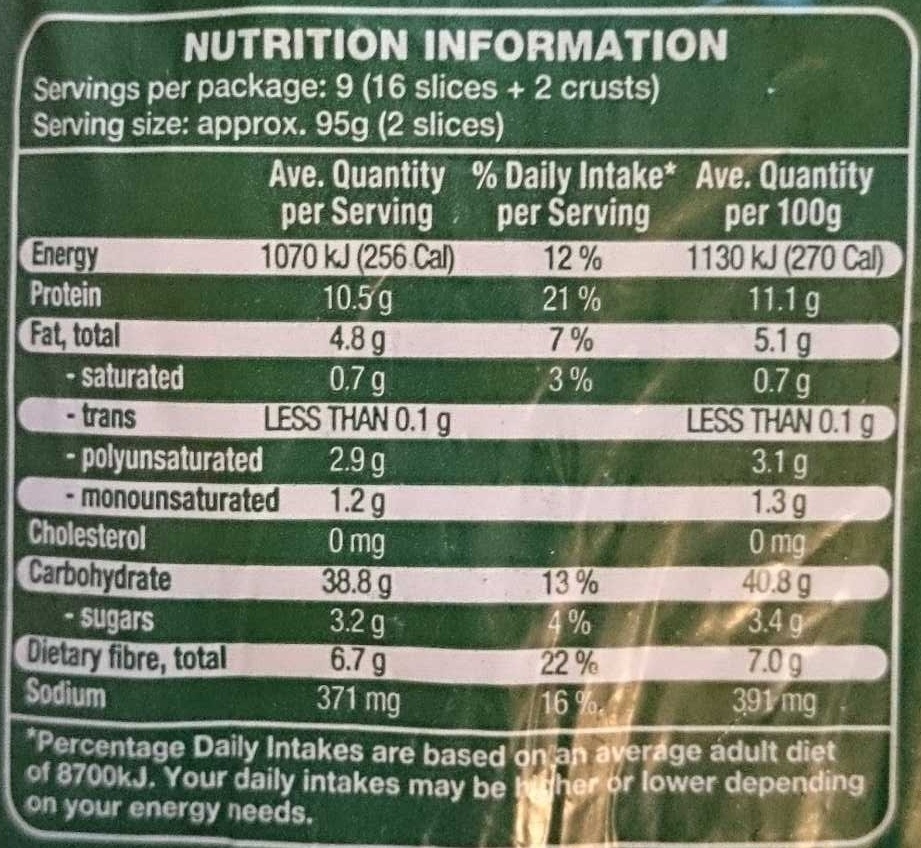 NUTRITION INFORMATION
Servings per package: 9 (16 slices + 2 crusts)
Serving size: approx. 95g (2 slices)
Ave. Quantity % Daily Intake* Ave. Quantity
per Serving per Serving per 100g
Energy 1070 kJ (256 Cal) 12 % 1130 kJ (270 Cal)
Protein 10.5 g 21 % 11.1 g
Fat, total 4.8 g 7 % 5.1 g
- saturated 0.7 g 3 % 0.7 g
- trans LESS THAN 0.1 g LESS THAN 0.1 g
- polyunsaturated 2.9 g 3.1 g
- monounsaturated 1.2 g 1.3 g
Cholesterol 0 mg 0 mg
Carbohydrate 38.8 g 13 % 40.8 g
- sugars 3.2 g 4 % 3.4 g
Dietary fibre, total 6.7 g 22 % 7.0 g
Sodium 371 mg 16 % 391 mg
*Percentage Daily Intakes are based on an average adult diet
of 8700kJ. Your daily intakes may be higher or lower depending
on your energy needs.